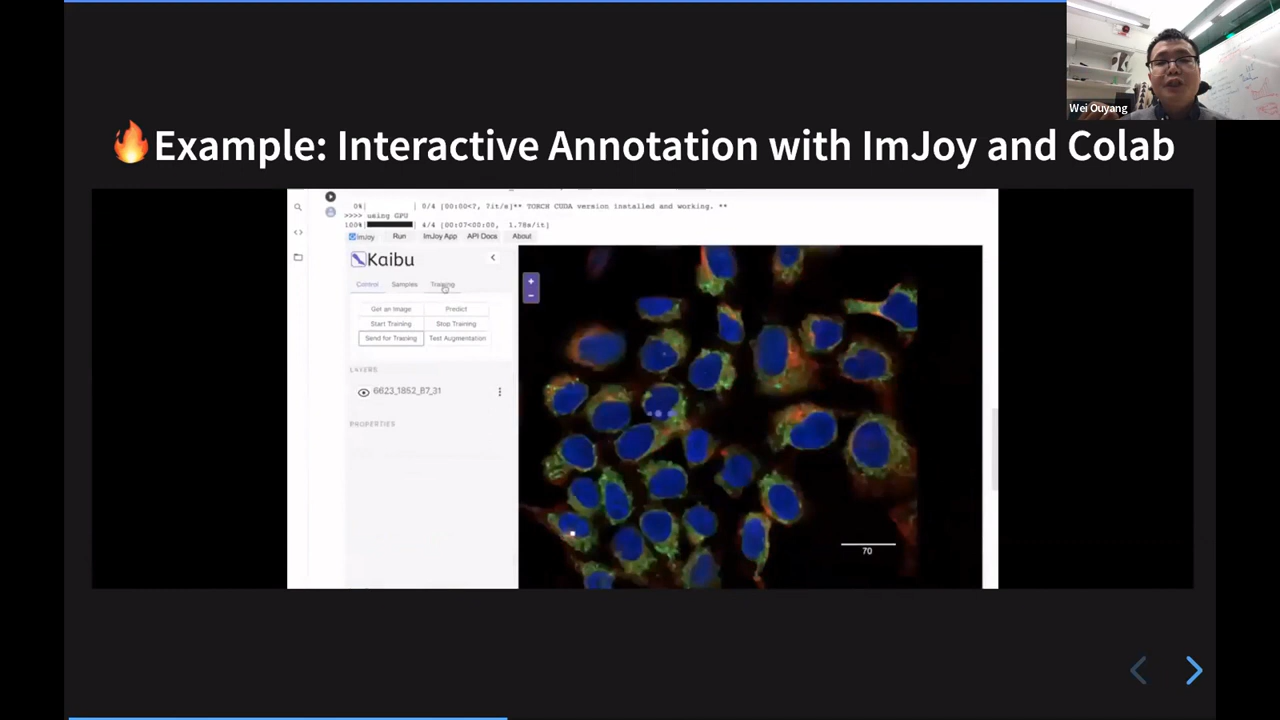 Wei Ouyang
🔥Example: Interactive Annotation with ImJoy and Colab
0%| | 0/4 [00:00<?, ?it/s]** TORCH CUDA version installed and working. **
>>>> using GPU
100%| | 4/4 [00:07<00:00, 1.78s/it]
ImJoy Run ImJoy App API Docs About
Kaibu
Control Samples Training
Get an Image Predict
Start Training Stop Training
Send for Training Test Augmentation
LAYERS
6623_1852_B7_31
PROPERTIES
70